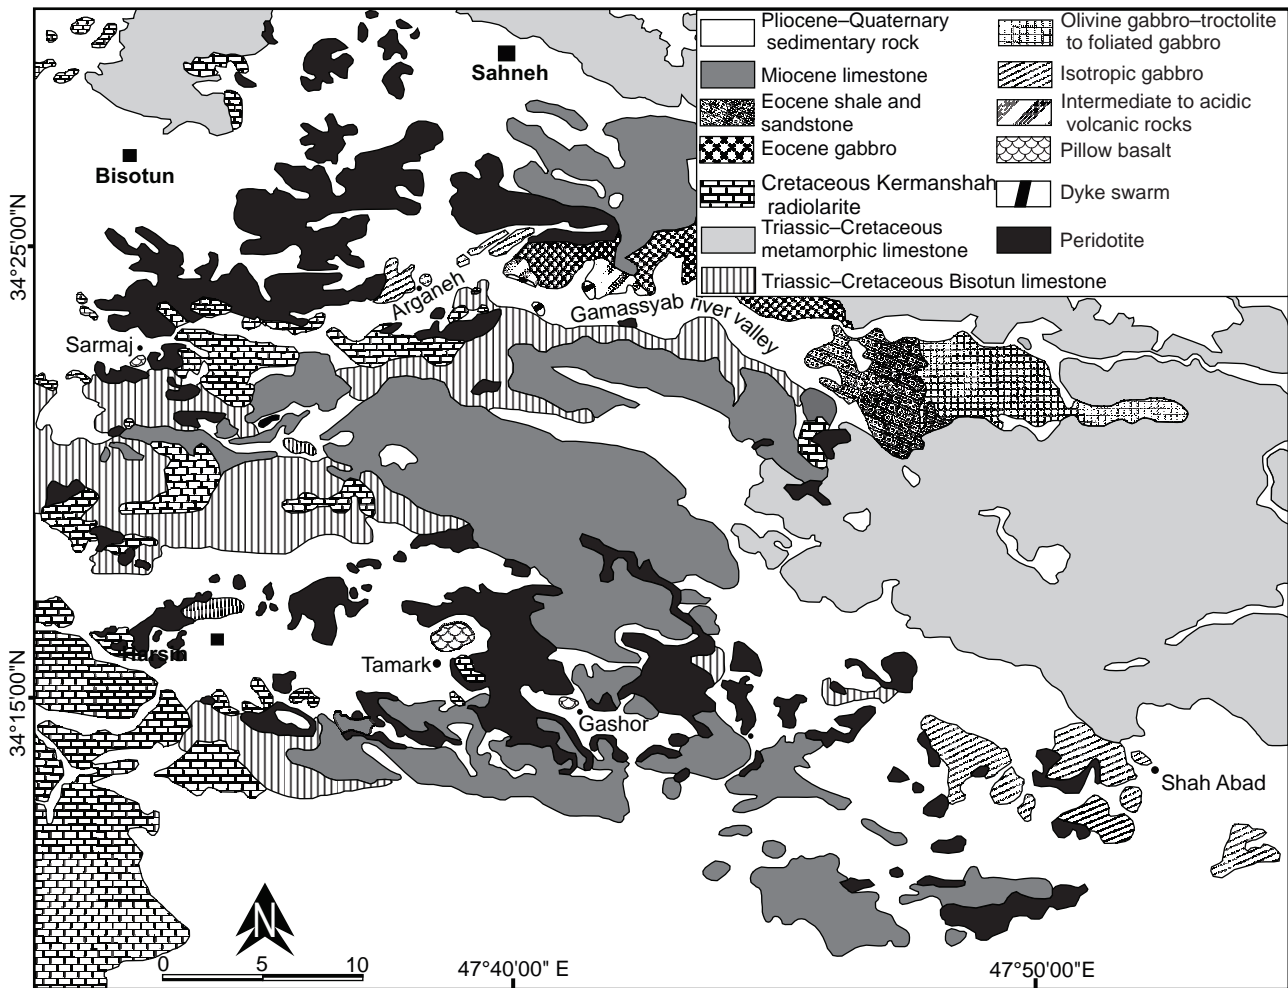 Pliocene–Quaternary
sedimentary rock
Miocene limestone
Eocene shale and
sandstone
Eocene gabbro
Cretaceous Kermanshah
radiolarite
Triassic–Cretaceous
metamorphic limestone
Triassic–Cretaceous Bisotun limestone
Olivine gabbro–troctolite
to foliated gabbro
Isotropic gabbro
Intermediate to acidic
volcanic rocks
Pillow basalt
Dyke swarm
Peridotite
Sahneh
Bisotun
34°25'00"N
Arganeh
Gamassyab river valley
Sarmaj
Harsin
Tamark
34°15'00"N
Gashor
Shah Abad
N
0 5 10
47°40'00" E
47°50'00"E